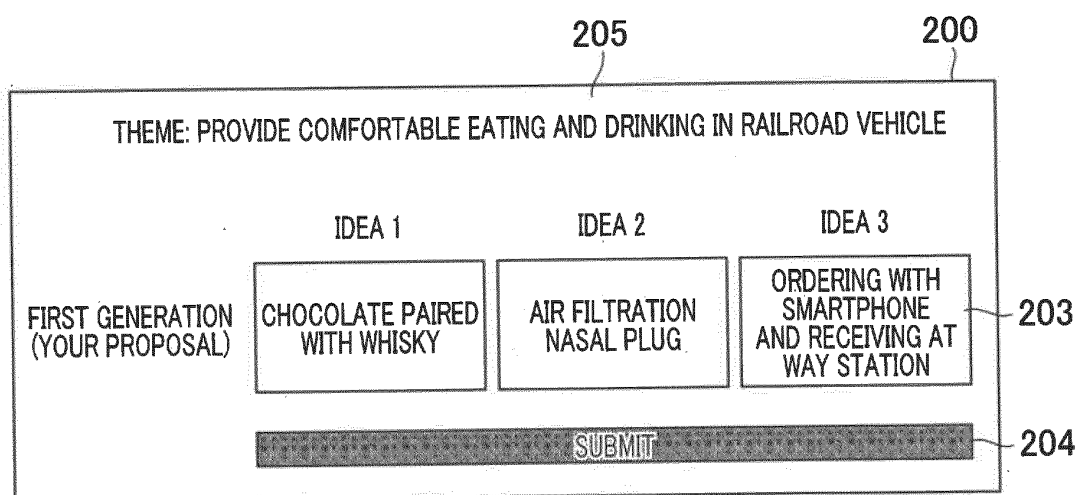 205
200
THEME: PROVIDE COMFORTABLE EATING AND DRINKING IN RAILROAD VEHICLE
IDEA 1
IDEA 2
IDEA 3
FIRST GENERATION
(YOUR PROPOSAL)
CHOCOLATE PAIRED
WITH WHISKY
AIR FILTRATION
NASAL PLUG
ORDERING WITH
SMARTPHONE
AND RECEIVING AT
WAY STATION
203
SUBMIT
204